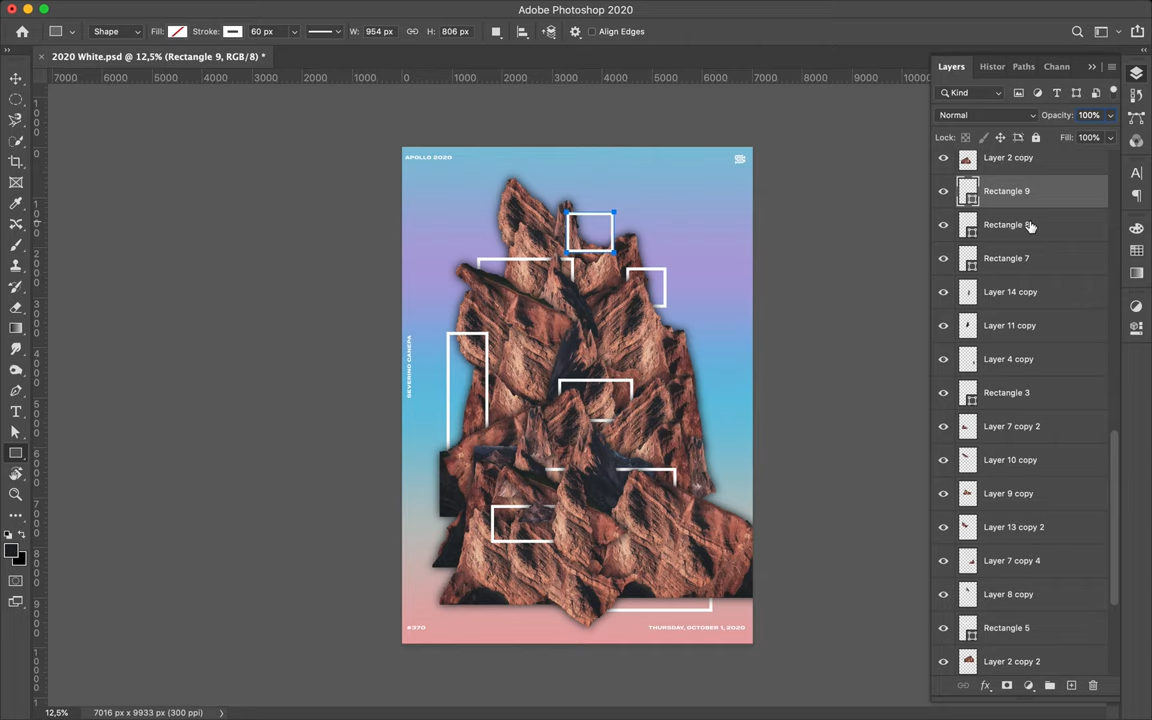 Adobe Photoshop 2020
Shape
Fill:
Stroke:
60 px
W:
954 px
H:
806 px
Align Edges
2020 White.psd @ 12,5% (Rectangle 9, RGB/8) *
7000
6000
5000
4000
3000
2000
1000
0
1000
2000
3000
4000
5000
6000
7000
8000
9000
10000
Layers
Histor
Paths
Chann
Kind
Normal
Opacity:
100%
Lock:
Fill:
100%
Layer 2 copy
Rectangle 9
Rectangle 8
Rectangle 7
Layer 14 copy
Layer 11 copy
Layer 4 copy
Rectangle 3
Layer 7 copy 2
Layer 10 copy
Layer 9 copy
Layer 13 copy 2
Layer 7 copy 4
Layer 8 copy
Rectangle 5
Layer 2 copy 2
APOLLO 2020
SEVERINO CANEPA
#370
THURSDAY, OCTOBER 1, 2020
12,5%
7016 px x 9933 px (300 ppi)